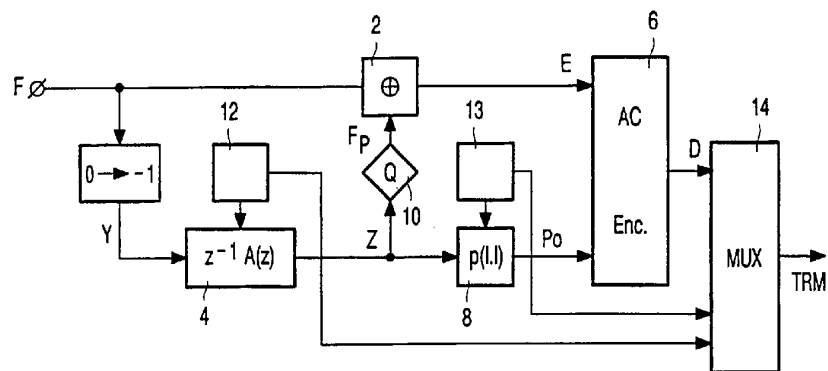 2
6
F
⊕
E
12
F_P
13
AC
14
0 → -1
Q
10
D
Enc.
Y
z⁻¹ A(z)
Z
p(I.I)
Po
MUX
TRM
4
8